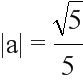 |a| = √5/5